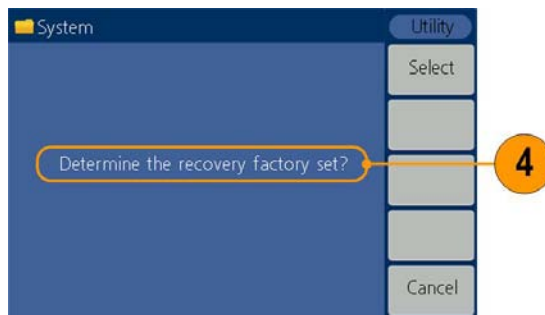 System
Utility
Select
Determine the recovery factory set?
4
Cancel